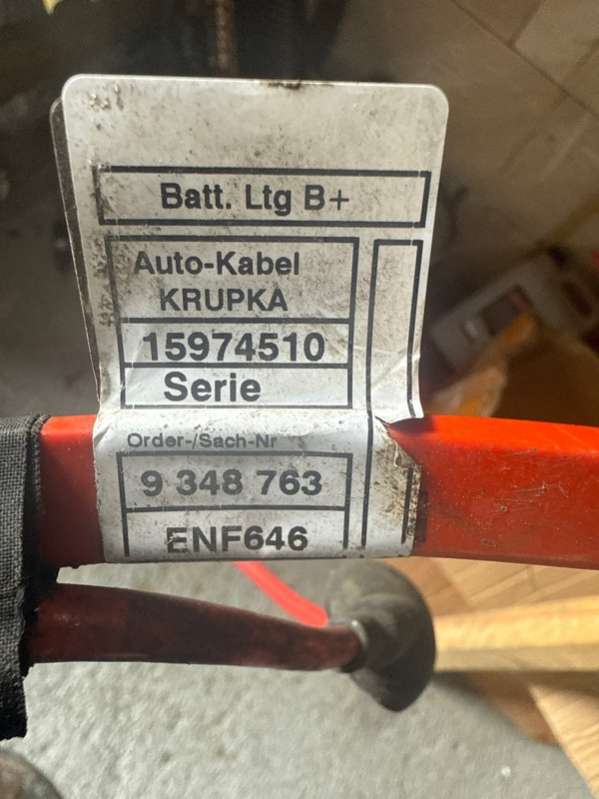 Batt. Ltg B+
Auto-Kabel
KRUPKA
15974510
Serie
Order-/Sach-Nr
9 348 763
ENF646